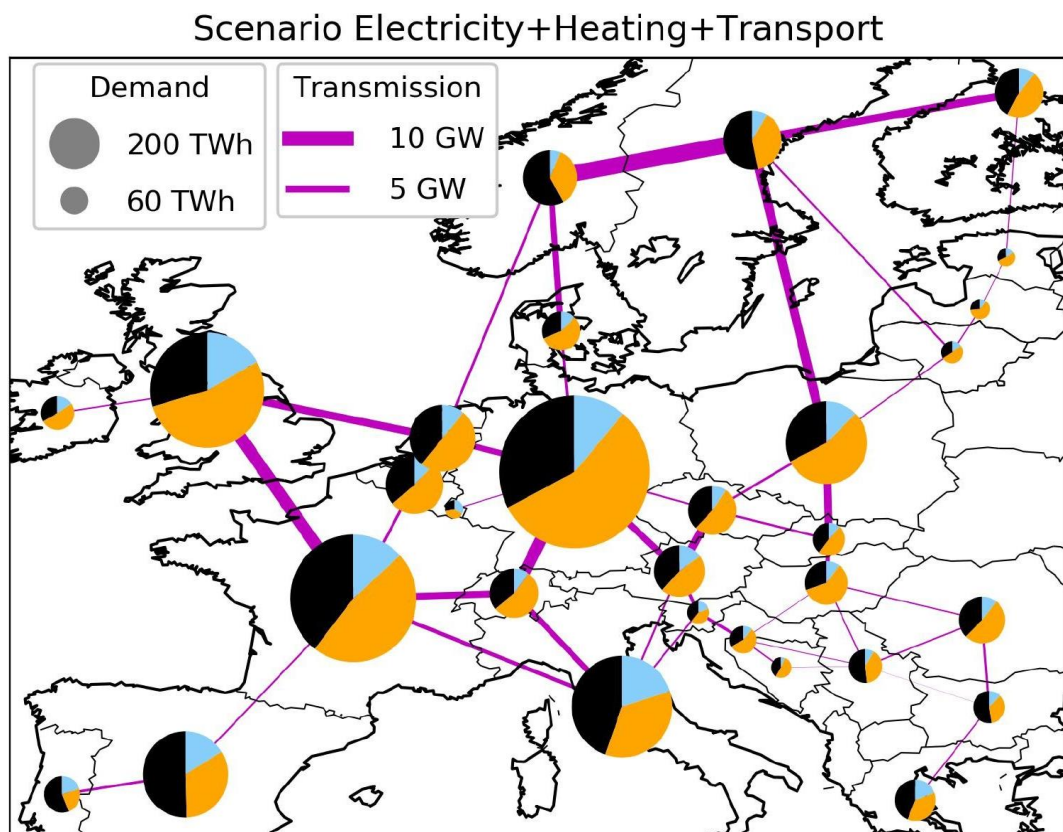 Scenario Electricity+Heating+Transport
Demand
200 TWh
60 TWh
Transmission
10 GW
5 GW